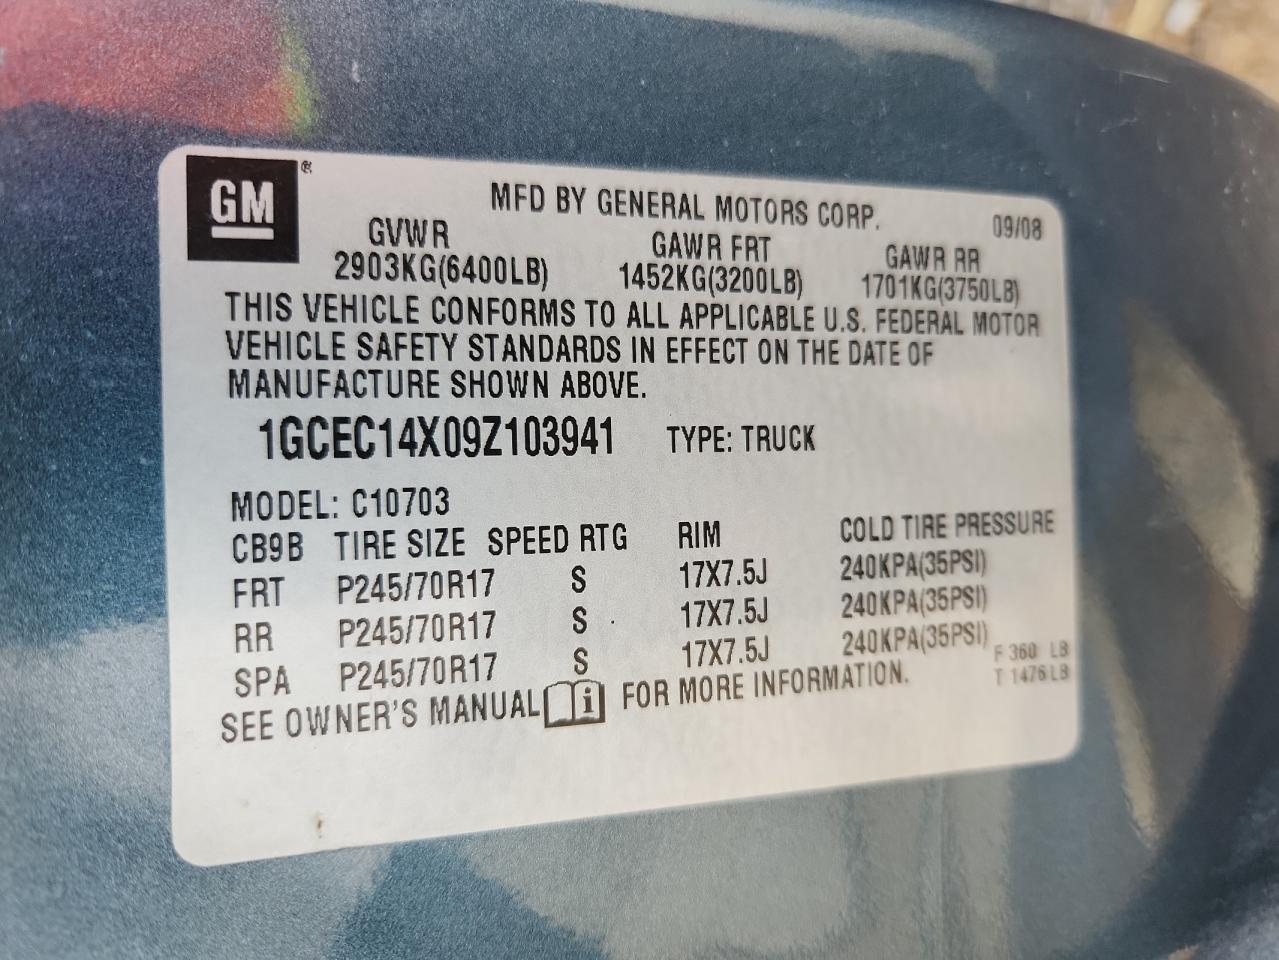 GM ®
MFD BY GENERAL MOTORS CORP.
09/08
GVWR GAWR FRT GAWR RR
2903KG(6400LB) 1452KG(3200LB) 1701KG(3750LB)
THIS VEHICLE CONFORMS TO ALL APPLICABLE U.S. FEDERAL MOTOR
VEHICLE SAFETY STANDARDS IN EFFECT ON THE DATE OF
MANUFACTURE SHOWN ABOVE.
1GCEC14X09Z103941 TYPE: TRUCK
MODEL: C10703
CB9B TIRE SIZE SPEED RTG RIM COLD TIRE PRESSURE
FRT P245/70R17 S 17X7.5J 240KPA(35PSI)
RR P245/70R17 S 17X7.5J 240KPA(35PSI)
SPA P245/70R17 S 17X7.5J 240KPA(35PSI)
F 360 LB
T 1476LB
SEE OWNER'S MANUAL i FOR MORE INFORMATION.